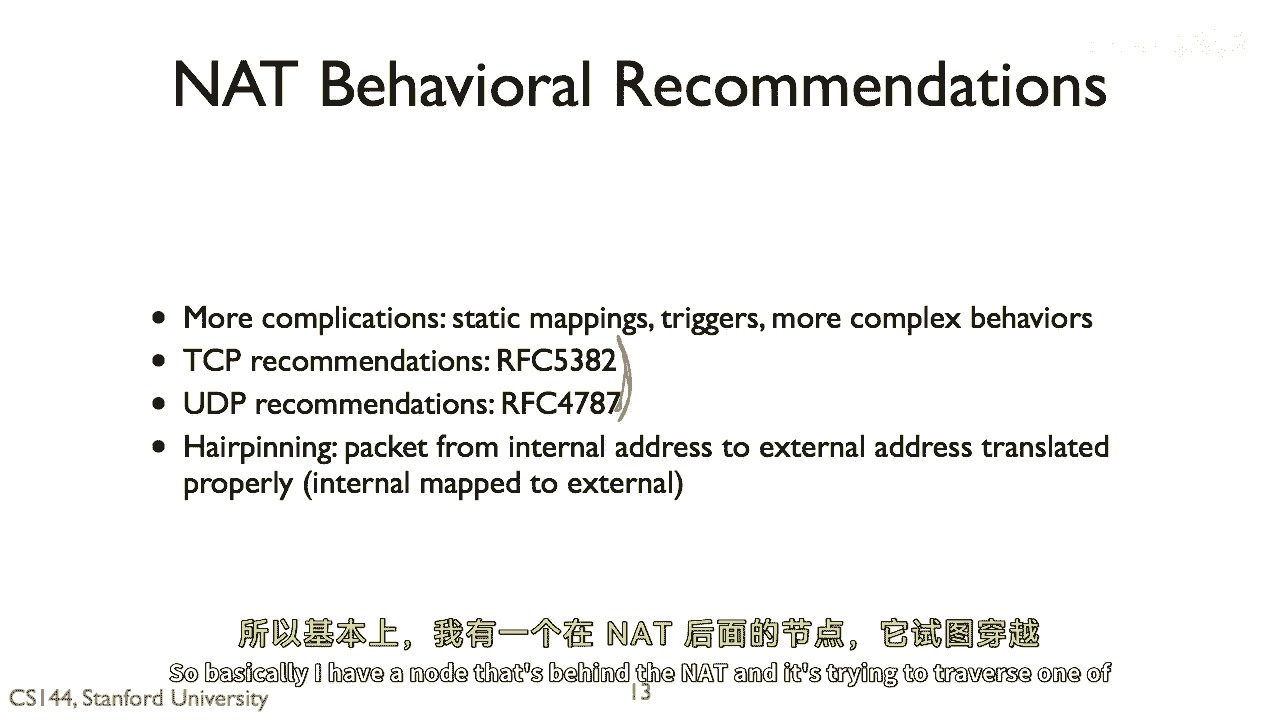 NAT Behavioral Recommendations
• More complications: static mappings, triggers, more complex behaviors
• TCP recommendations: RFC5382
• UDP recommendations: RFC4787
• Hairpinning: packet from internal address to external address translated
properly (internal mapped to external)
所以基本上，我有一个在 NAT 后面的节点，它试图穿越
So basically I have a node that's behind the NAT and it's trying to traverse one of
CS144, Stanford University
13